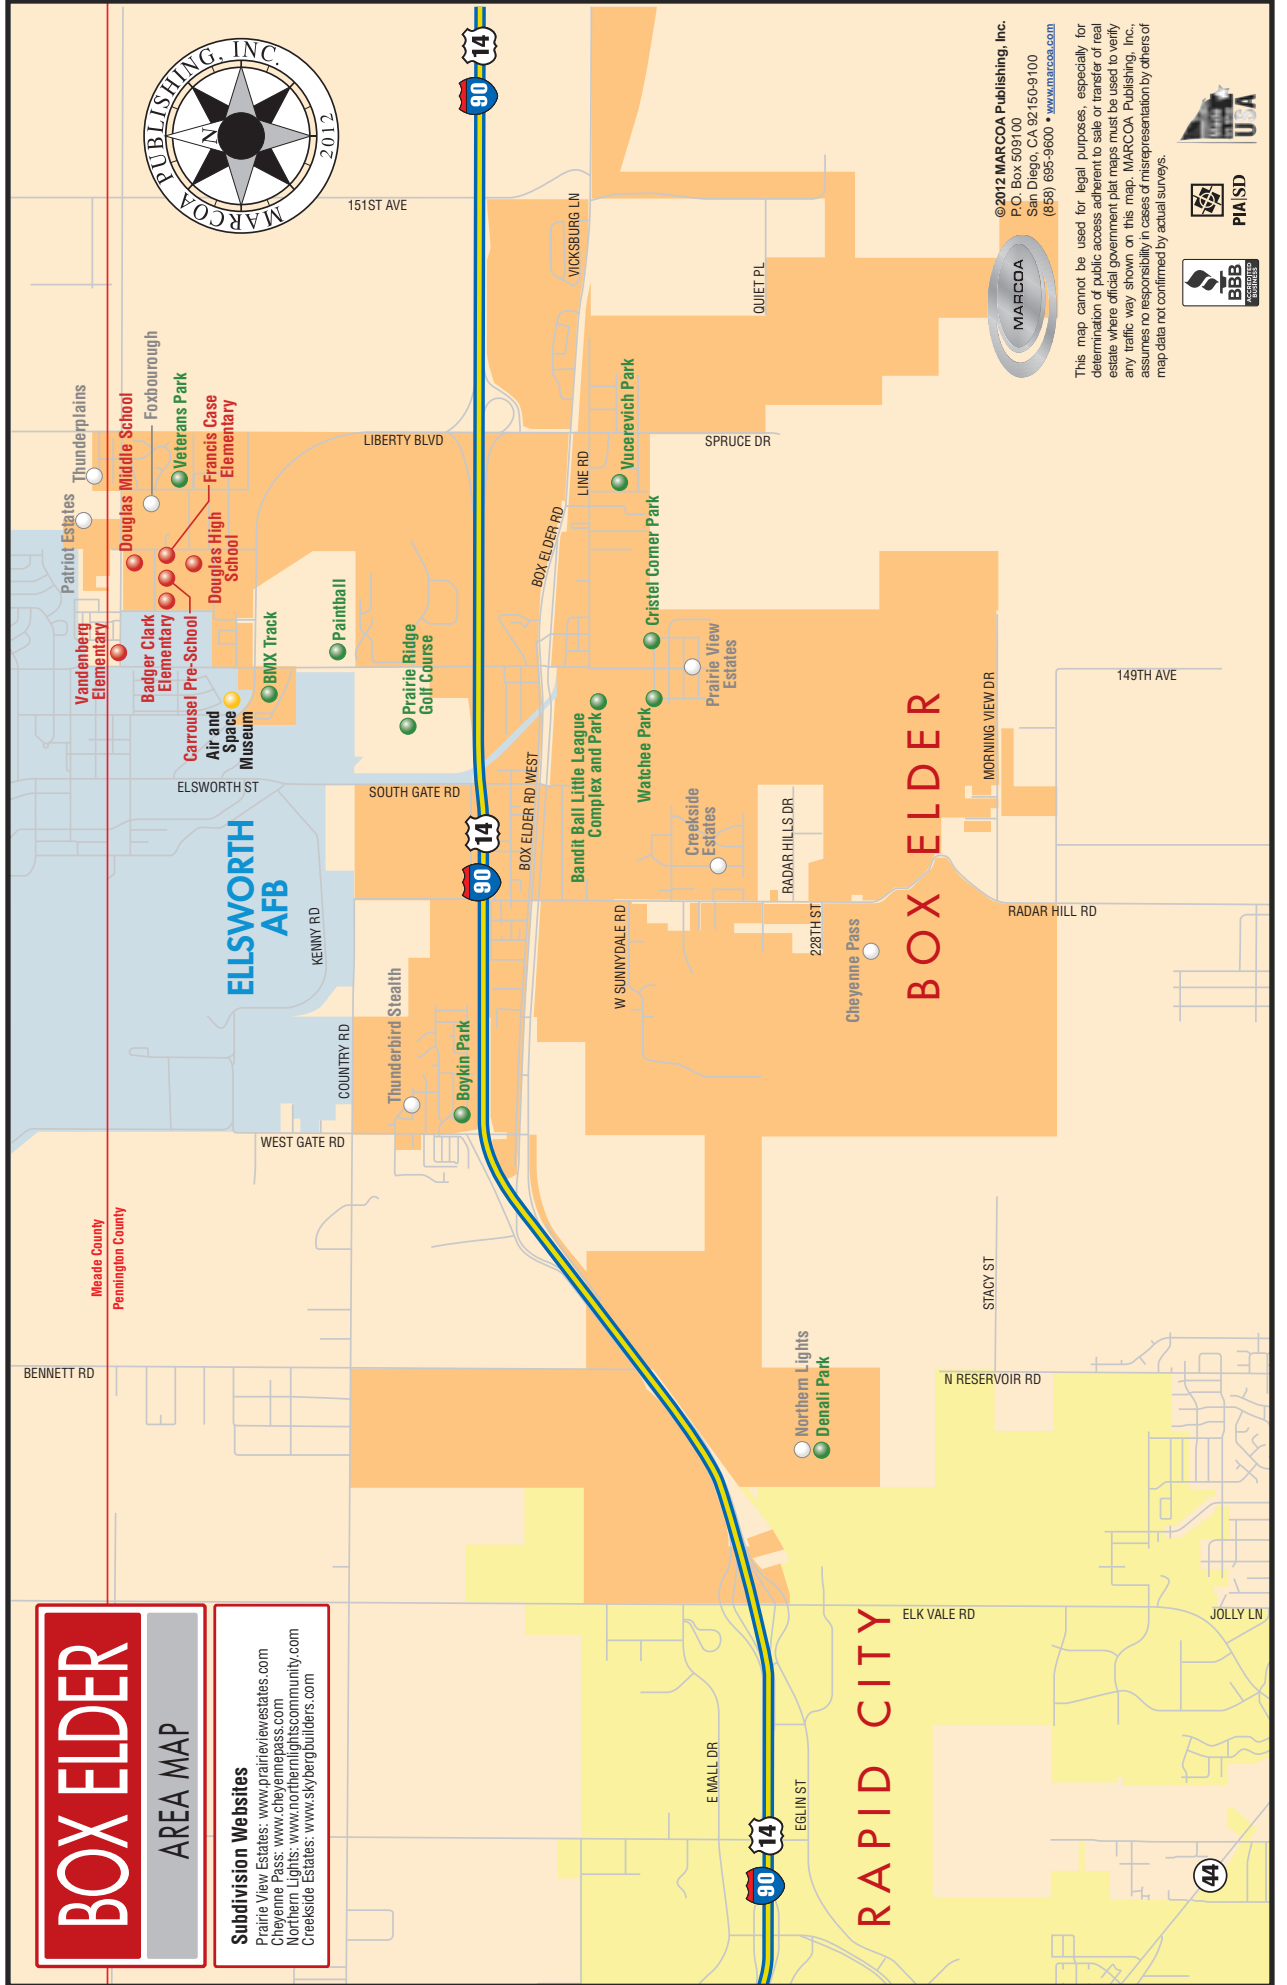 BOX ELDER
AREA MAP
Subdivision Websites
Prairie View Estates: www.prairieviewestates.com
Cheyenne Pass: www.cheyennepass.com
Northern Lights: www.northernlightscommunity.com
Creekside Estates: www.skybergbuilders.com
MARCOA PUBLISHING, INC.
2012
N
Meade County
Pennington County
BENNETT RD
WEST GATE RD
COUNTRY RD
KENNY RD
ELLSWORTH
AFB
ELSWORTH ST
SOUTH GATE RD
Patriot Estates
Thunderplains
Vandenberg
Elementary
Douglas Middle School
Foxbourough
Veterans Park
Francis Case
Elementary
Badger Clark
Elementary
Carrousel Pre-School
Douglas High
School
Air and
Space
Museum
BMX Track
Paintball
Prairie Ridge
Golf Course
LIBERTY BLVD
151ST AVE
Thunderbird Stealth
Boykin Park
90
14
90
14
90
14
BOX ELDER RD WEST
BOX ELDER RD
LINE RD
VICKSBURG LN
Bandit Ball Little League
Complex and Park
Watchee Park
Cristel Corner Park
Vucerevich Park
Prairie View
Estates
Creekside
Estates
W SUNNYDALE RD
RADAR HILLS DR
228TH ST
Cheyenne Pass
SPRUCE DR
QUIET PL
BOX ELDER
MORNING VIEW DR
149TH AVE
RADAR HILL RD
STACY ST
N RESERVOIR RD
Northern Lights
Denali Park
ELK VALE RD
JOLLY LN
E MALL DR
EGLIN ST
RAPID CITY
44
MARCOA
©2012 MARCOA Publishing, Inc.
P.O. Box 509100
San Diego, CA 92150-9100
(858) 695-9600 • www.marcoa.com
This map cannot be used for legal purposes, especially for
determination of public access adherent to sale or transfer of real
estate where official government plat maps must be used to verify
any traffic way shown on this map. MARCOA Publishing, Inc.,
assumes no responsibility in cases of misrepresentation by others of
map data not confirmed by actual surveys.
BBB
ACCREDITED
BUSINESS
PIA|SD
USA